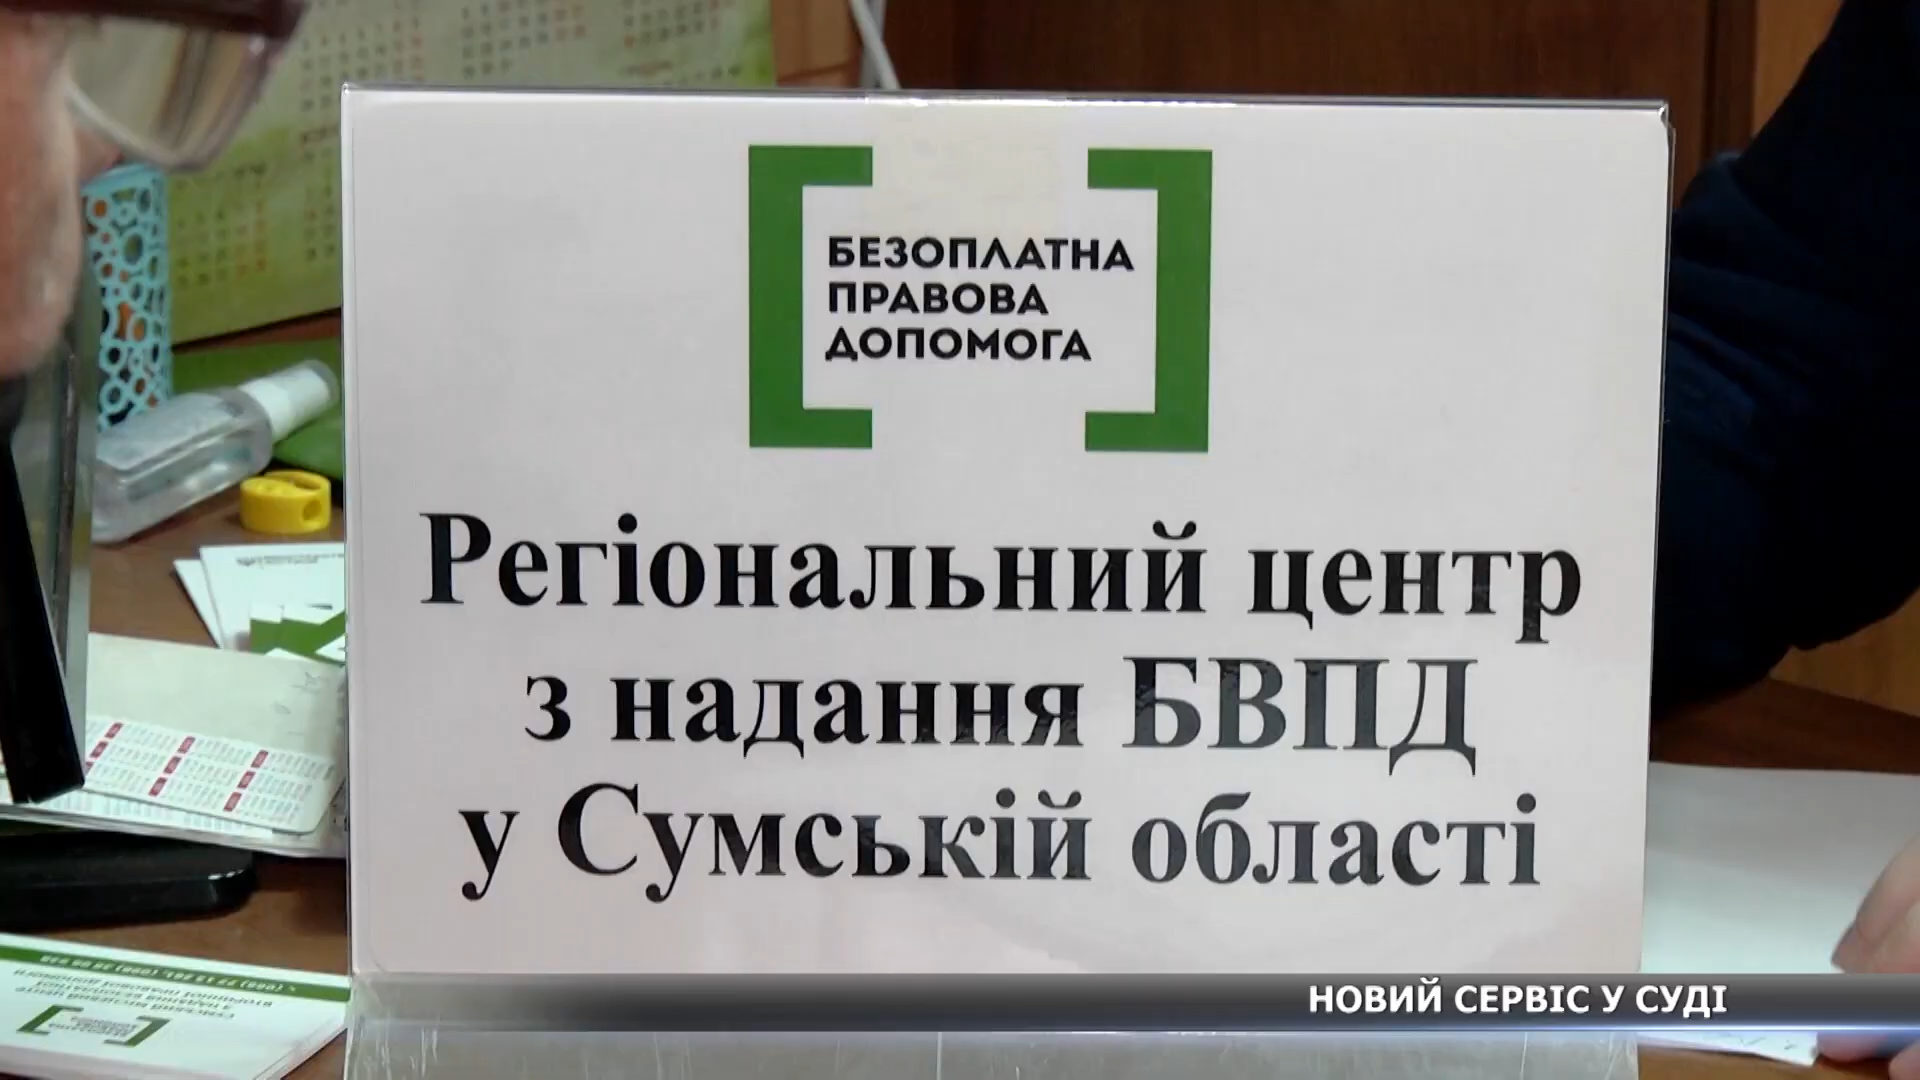 БЕЗОПЛАТНА
ПРАВОВА
ДОПОМОГА
Регіональний центр
з надання БВПД
у Сумській області
НОВИЙ СЕРВІС У СУДІ